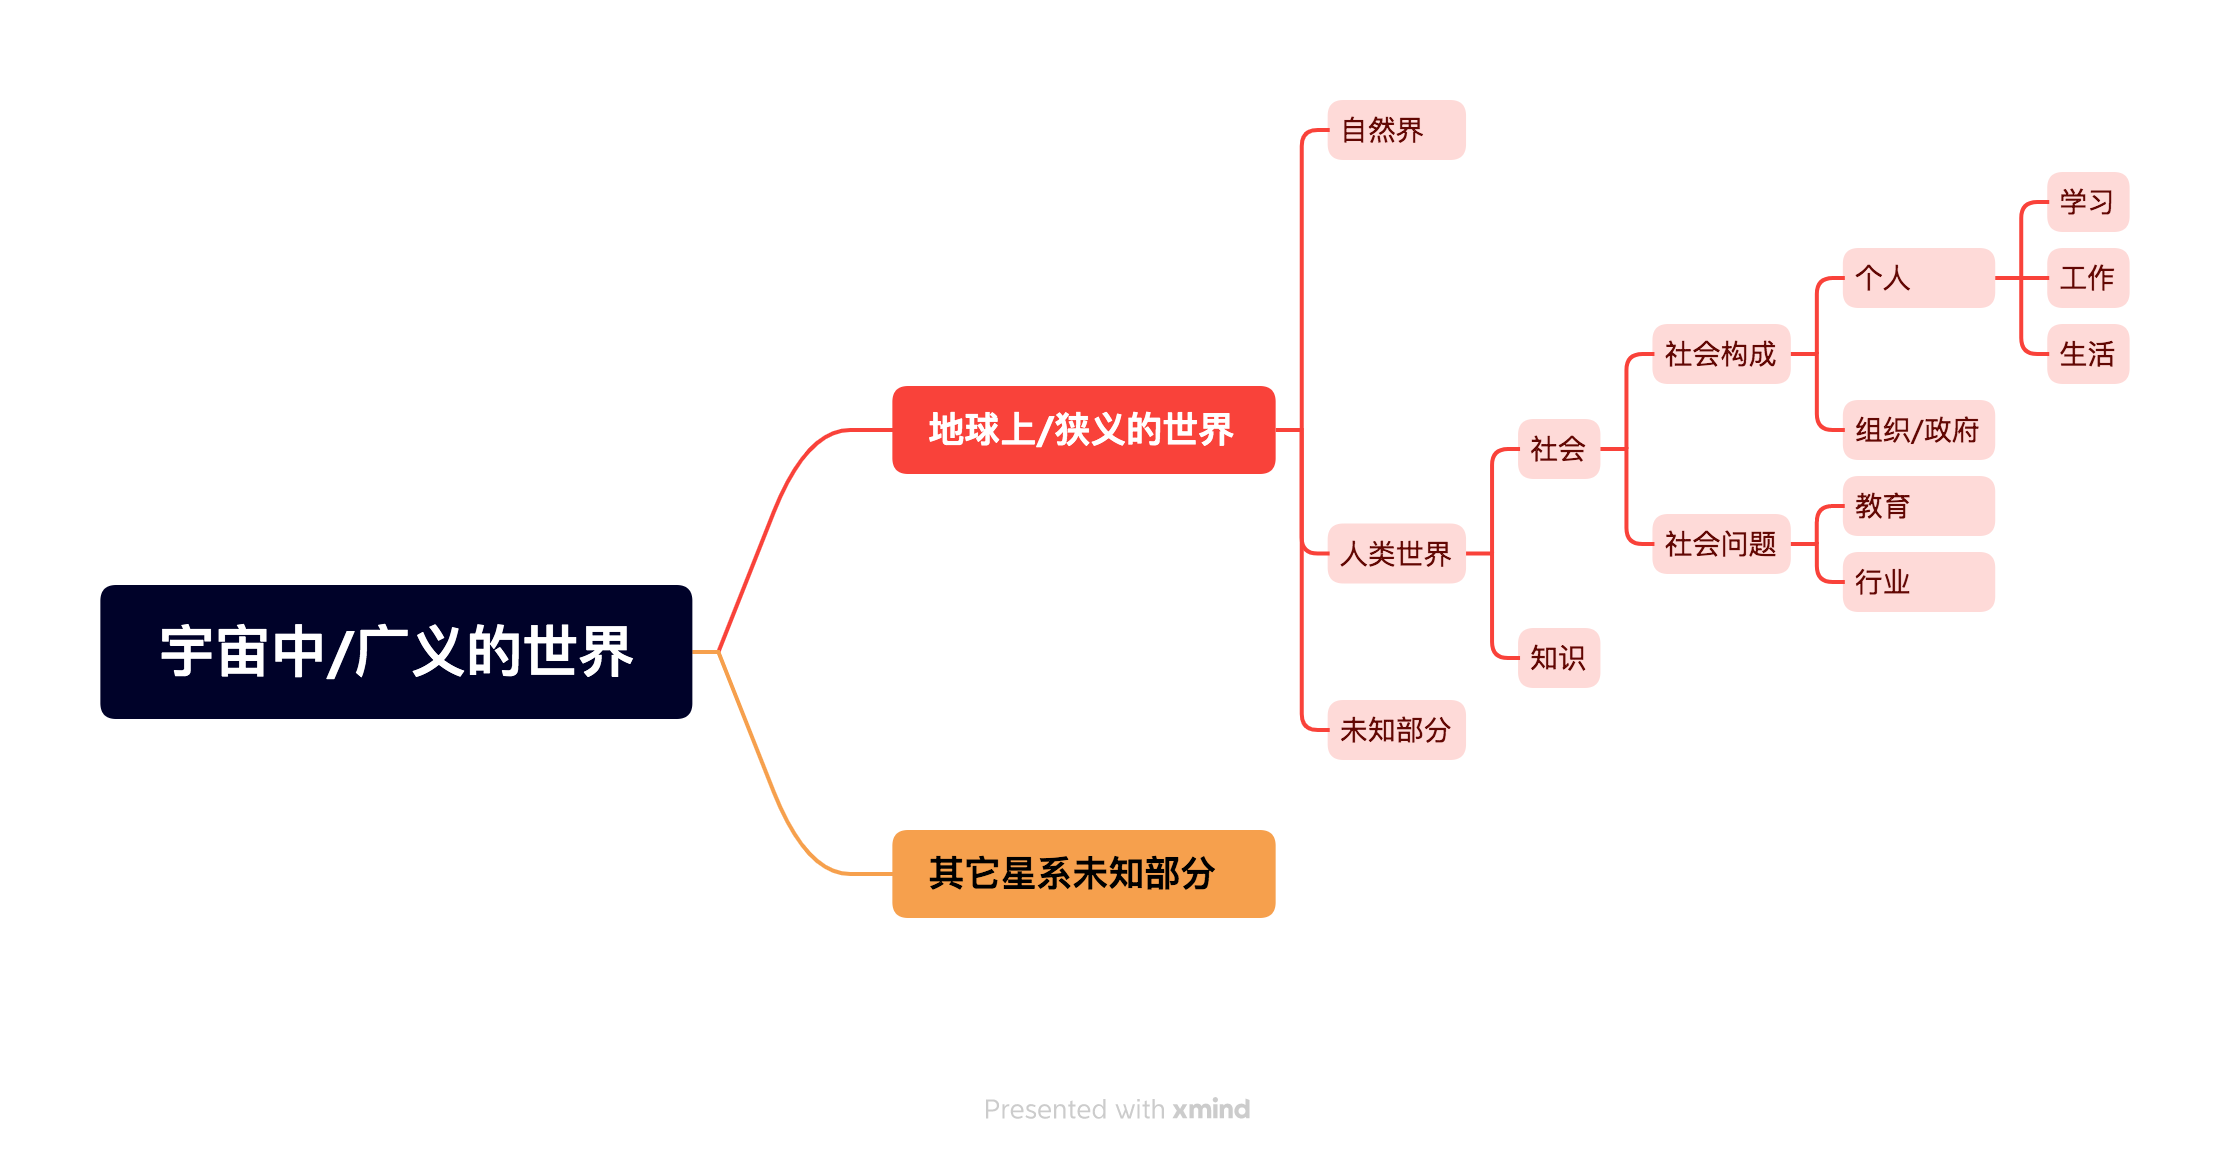 宇宙中/广义的世界
地球上/狭义的世界
自然界
人类世界
社会
社会构成
个人
学习
工作
生活
组织/政府
社会问题
教育
行业
知识
未知部分
其它星系未知部分
Presented with xmind